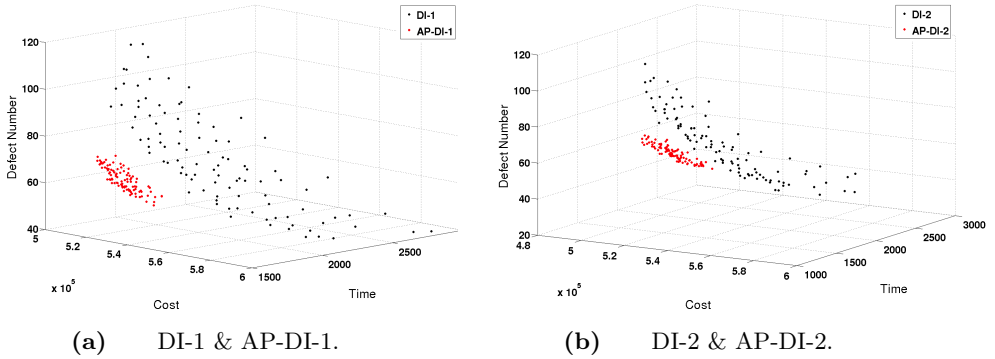 DI-1
AP-DI-1
120
100
80
60
40
Defect Number
5
5.2
5.4
5.6
5.8
6
x 10^5
Cost
1500
2000
2500
Time
DI-2
AP-DI-2
120
100
80
60
40
20
Defect Number
4.8
5
5.2
5.4
5.6
5.8
6
x 10^5
Cost
1000
1500
2000
2500
3000
Time
(a) DI-1 & AP-DI-1.
(b) DI-2 & AP-DI-2.